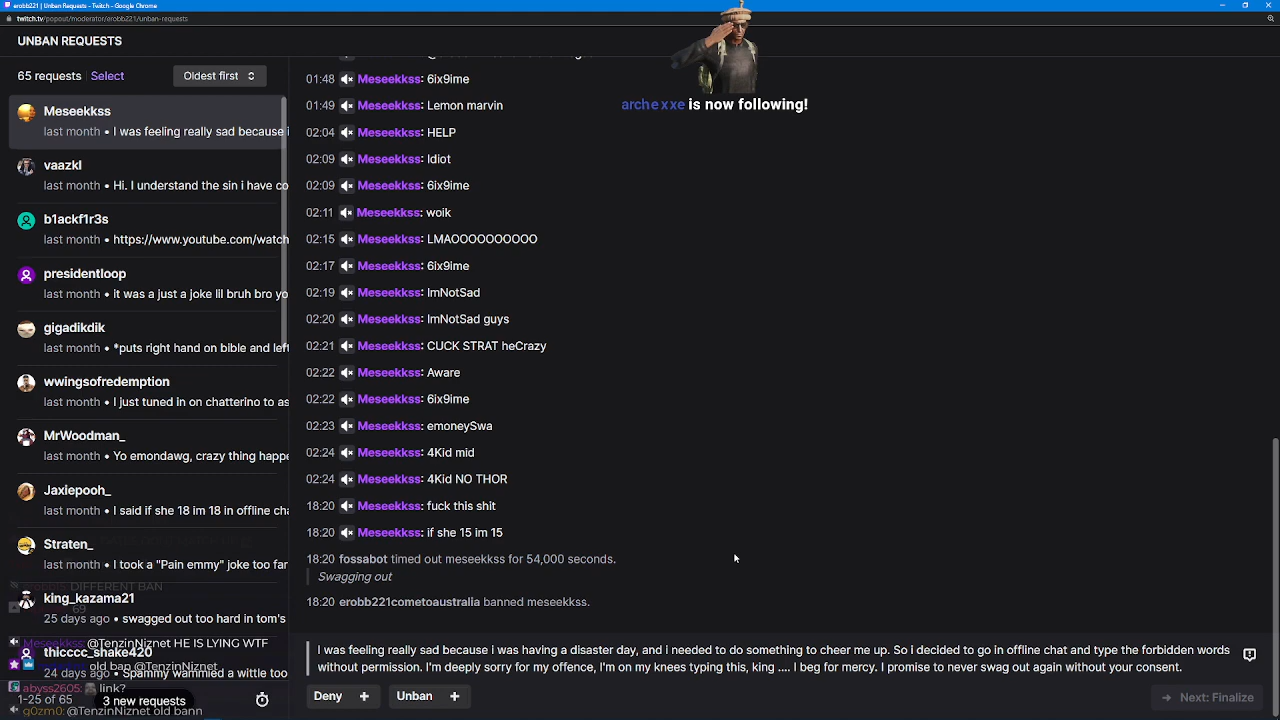 erobb221 | Unban Requests - Twitch - Google Chrome
twitch.tv/popout/moderator/erobb221/unban-requests
UNBAN REQUESTS
65 requests Select Oldest first
Meseekkss
last month • I was feeling really sad because i
vaazkl
last month • Hi. I understand the sin i have co
b1ackf1r3s
last month • https://www.youtube.com/watch
presidentloop
last month • it was a just a joke lil bruh bro yo
gigadikdik
last month • *puts right hand on bible and left
wwingsofredemption
last month • I just tuned in on chatterino to as
MrWoodman_
last month • Yo emondawg, crazy thing happe
Jaxiepooh_
last month • I said if she 18 im 18 in offline cha
Straten_
last month • I took a "Pain emmy" joke too far
DIFFERENT BAN
king_kazama21
69
25 days ago • swagged out too hard in tom's
Meseekkss: @TenzinNiznet HE IS LYING WTF
thicccc_shake420
old ban @TenzinNiznet
24 days ago • Spammy wammed a wittle too
abyss2605: link?
1-25 of 65 3 new requests
g0zm0: @TenzinNiznet old bann
archexxe is now following!
01:48 Meseekkss: 6ix9ime
01:49 Meseekkss: Lemon marvin
02:04 Meseekkss: HELP
02:09 Meseekkss: Idiot
02:09 Meseekkss: 6ix9ime
02:11 Meseekkss: woik
02:15 Meseekkss: LMAOOOOOOOOOO
02:17 Meseekkss: 6ix9ime
02:19 Meseekkss: ImNotSad
02:20 Meseekkss: ImNotSad guys
02:21 Meseekkss: CUCK STRAT heCrazy
02:22 Meseekkss: Aware
02:22 Meseekkss: 6ix9ime
02:23 Meseekkss: emoneySwa
02:24 Meseekkss: 4Kid mid
02:24 Meseekkss: 4Kid NO THOR
18:20 Meseekkss: fuck this shit
18:20 Meseekkss: if she 15 im 15
18:20 fossabot timed out meseekkss for 54,000 seconds.
Swagging out
18:20 erobb221cometoaustralia banned meseekkss.
I was feeling really sad because i was having a disaster day, and i needed to do something to cheer me up. So i decided to go in offline chat and type the forbidden words
without permission. I'm deeply sorry for my offence, I'm on my knees typing this, king .... I beg for mercy. I promise to never swag out again without your consent.
Deny + Unban + Next: Finalize